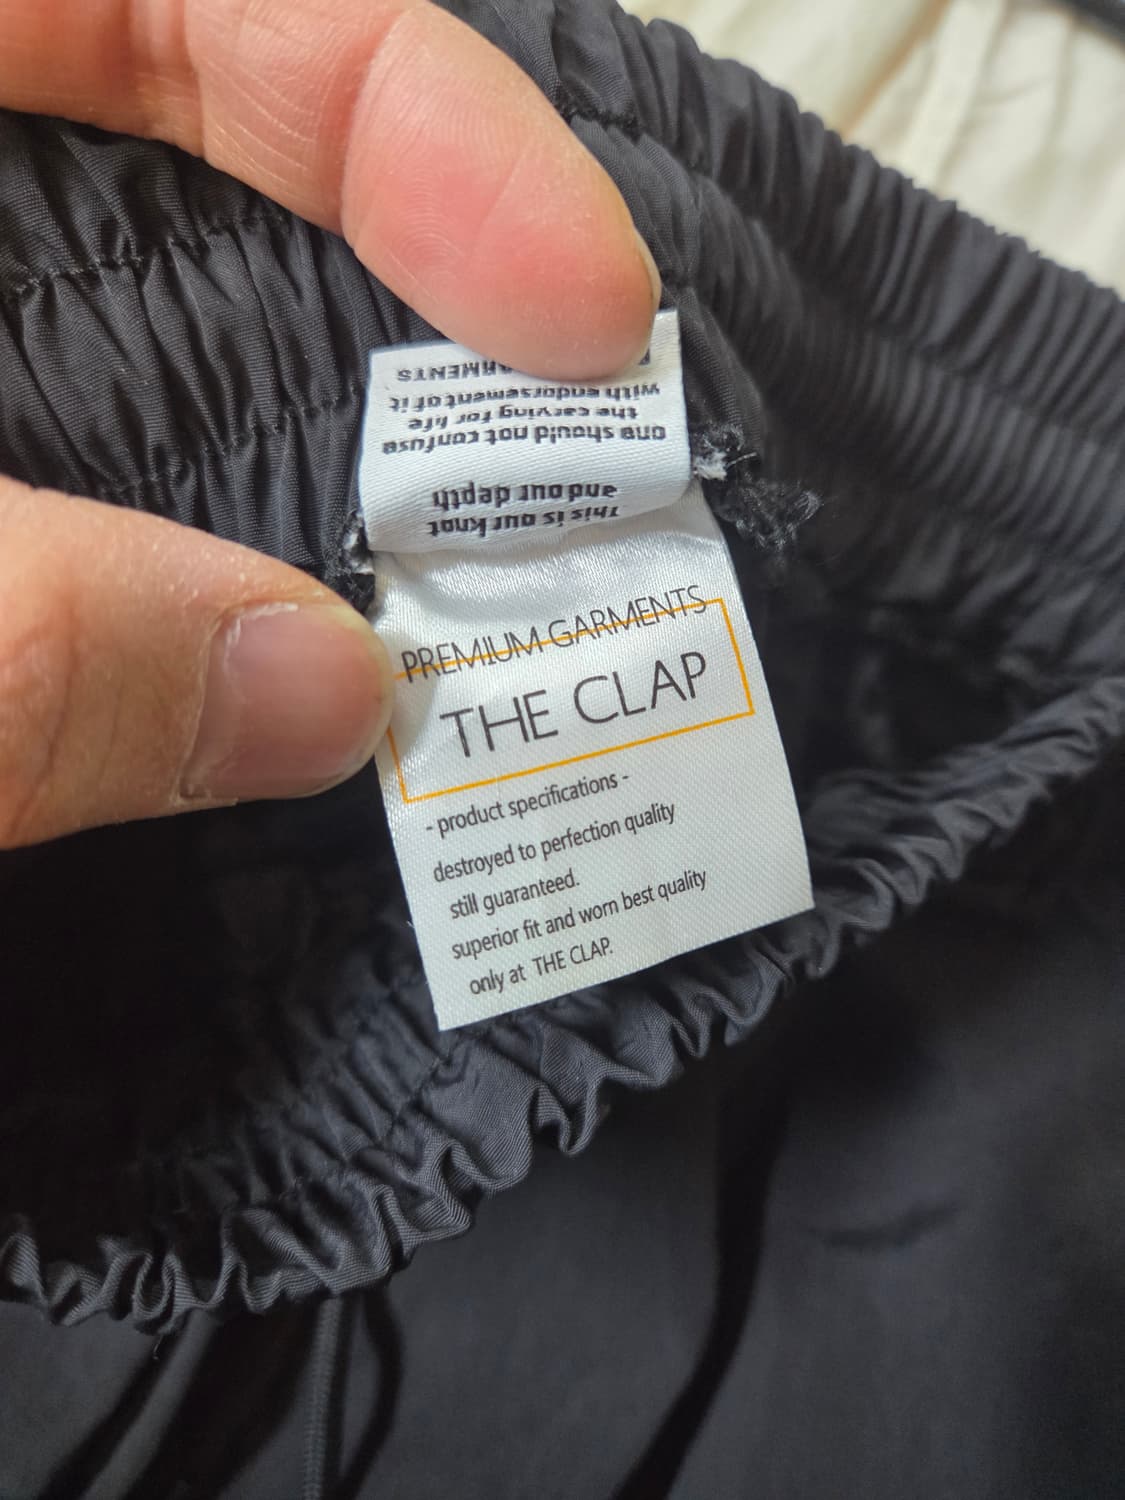 This is our knot
and our depth
one should not confuse
the carving for life
with endorsement of it
GARMENTS
PREMIUM GARMENTS
THE CLAP
- product specifications -
destroyed to perfection quality
still guaranteed.
superior fit and worn best quality
only at THE CLAP.